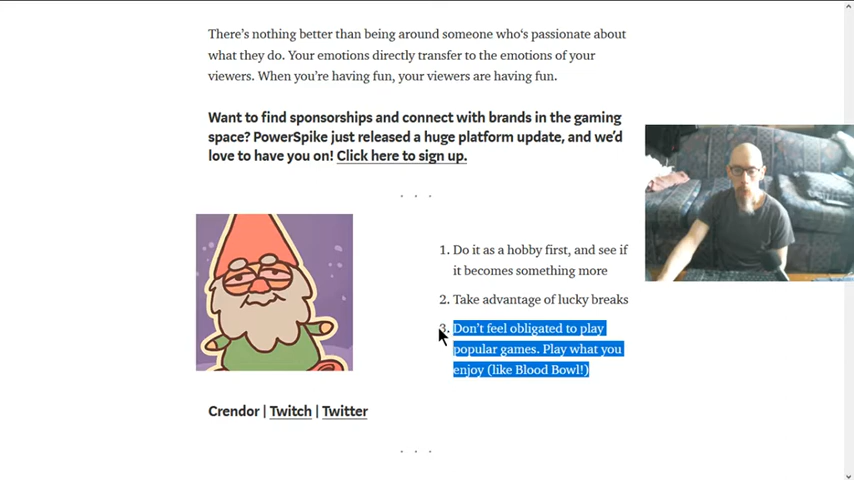 There's nothing better than being around someone who's passionate about
what they do. Your emotions directly transfer to the emotions of your
viewers. When you're having fun, your viewers are having fun.
Want to find sponsorships and connect with brands in the gaming
space? PowerSpike just released a huge platform update, and we'd
love to have you on! Click here to sign up.
. . .
1. Do it as a hobby first, and see if
it becomes something more
2. Take advantage of lucky breaks
3. Don't feel obligated to play
popular games. Play what you
enjoy (like Blood Bowl!)
Crendor | Twitch | Twitter
. . .